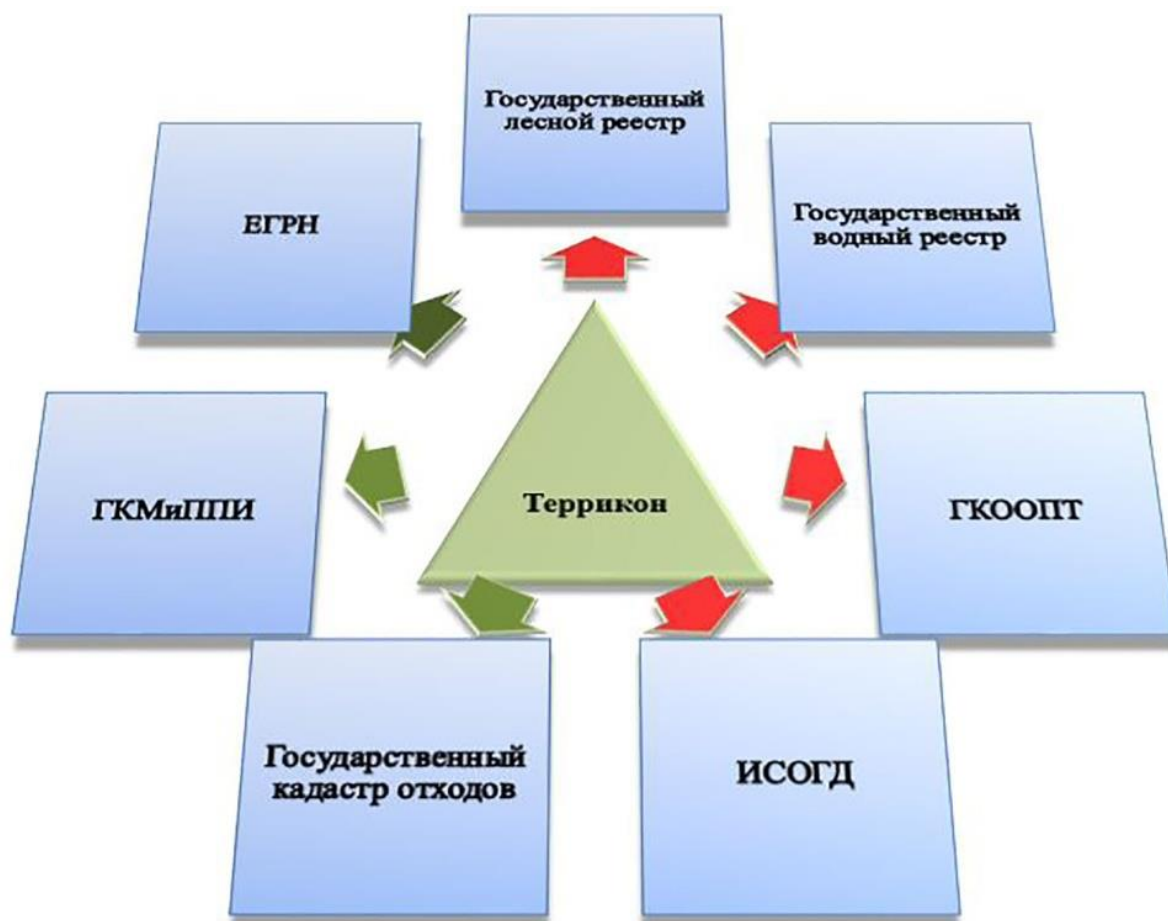 Государственный
лесной реестр
ЕГРН
Государственный
водный реестр
ГКМиППИ
Террикон
ГКООПТ
Государственный
кадастр отходов
ИСОГД